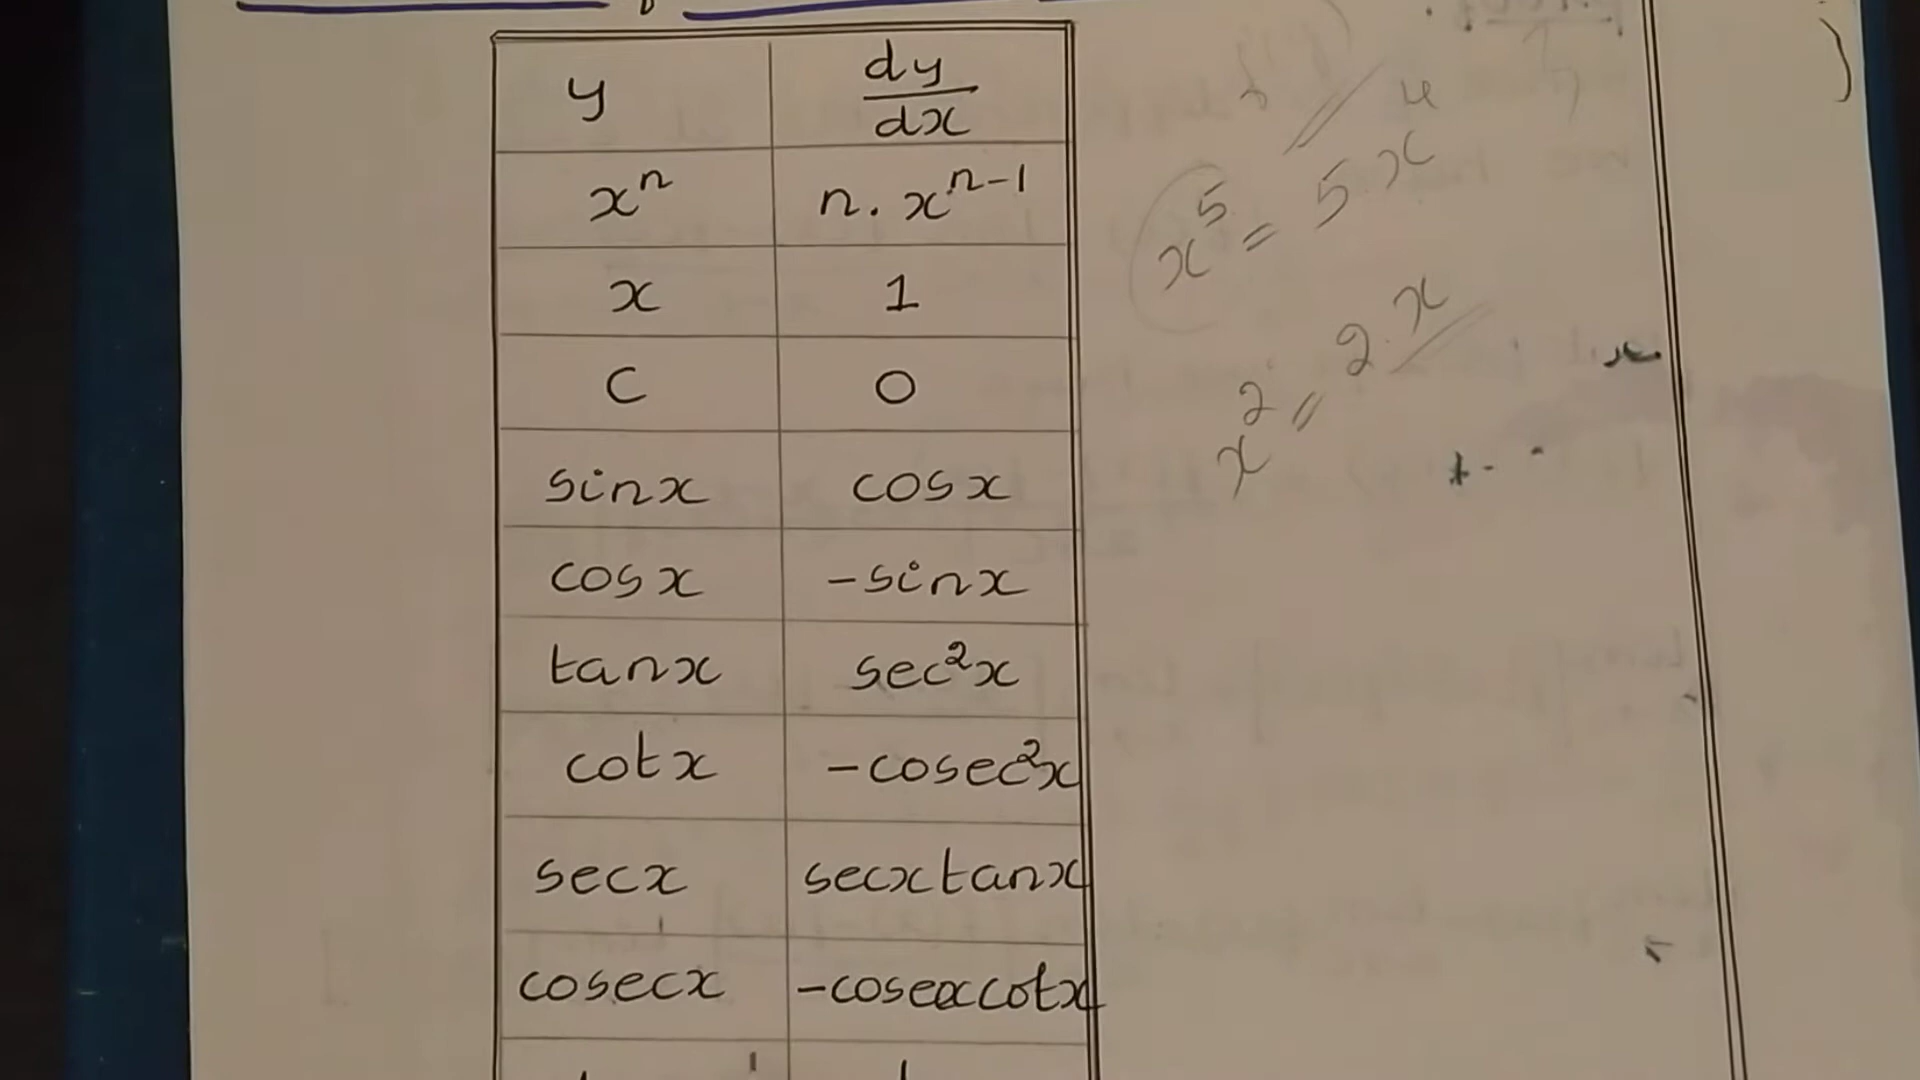 y dy/dx
xⁿ n. xⁿ⁻¹
x 1
C 0
sinx cosx
cosx -sinx
tanx sec²x
cotx -cosec²x
secx secxtanx
cosecx -cosecxcotx
x⁵ = 5x⁴
x² = 2x